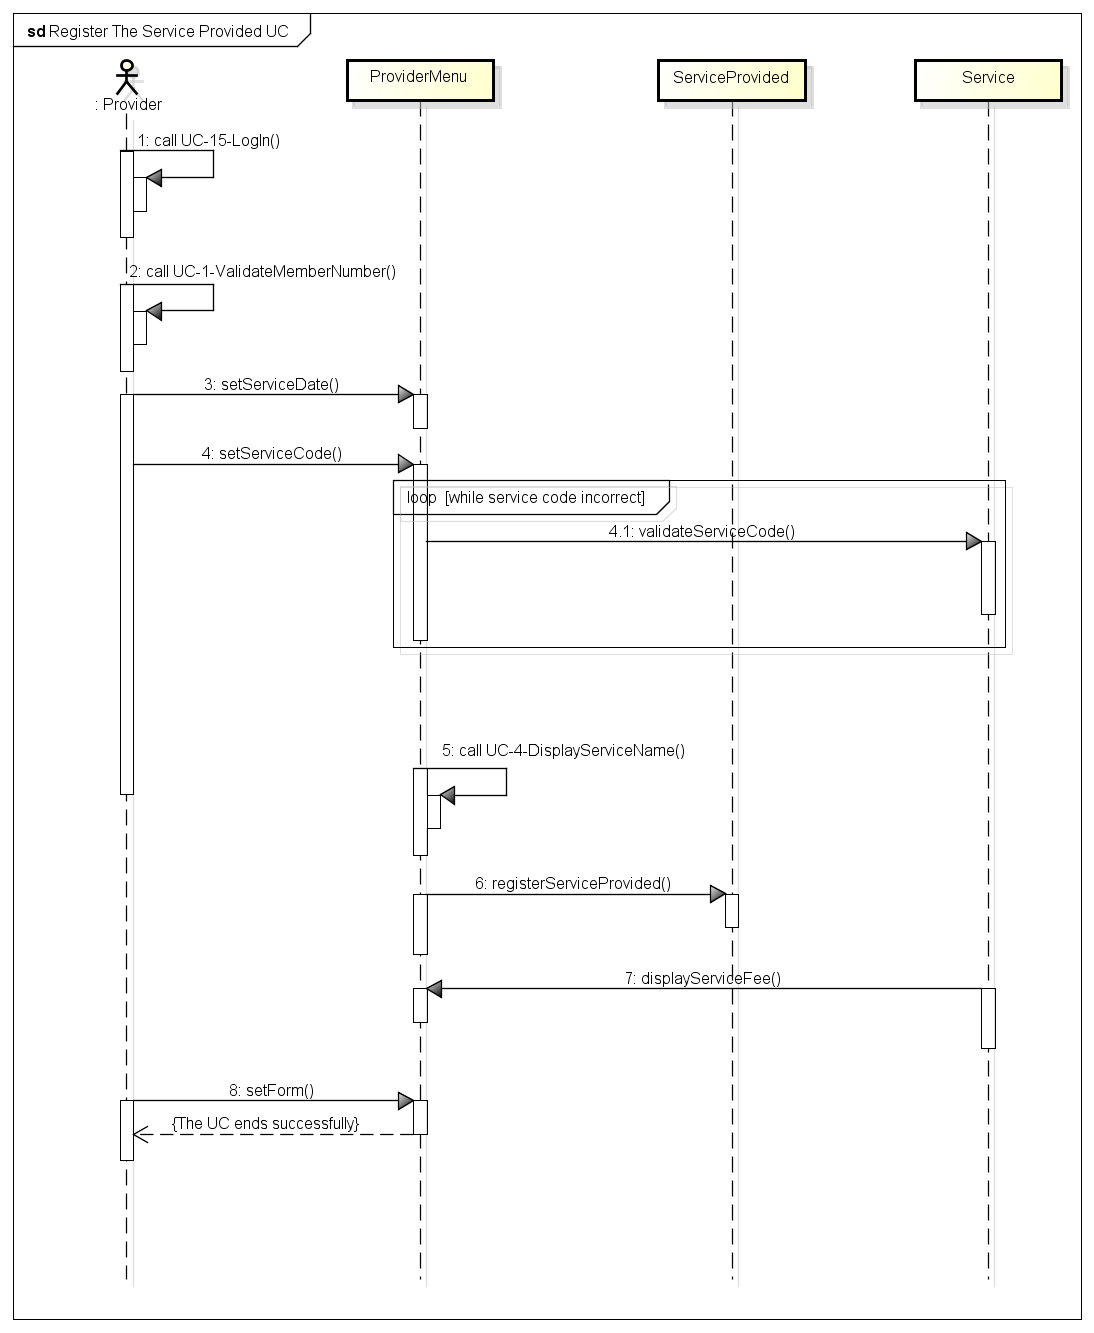 sd Register The Service Provided UC
: Provider
ProviderMenu
ServiceProvided
Service
1: call UC-15-LogIn()
2: call UC-1-ValidateMemberNumber()
3: setServiceDate()
4: setServiceCode()
loop [while service code incorrect]
4.1: validateServiceCode()
5: call UC-4-DisplayServiceName()
6: registerServiceProvided()
7: displayServiceFee()
8: setForm()
{The UC ends successfully}